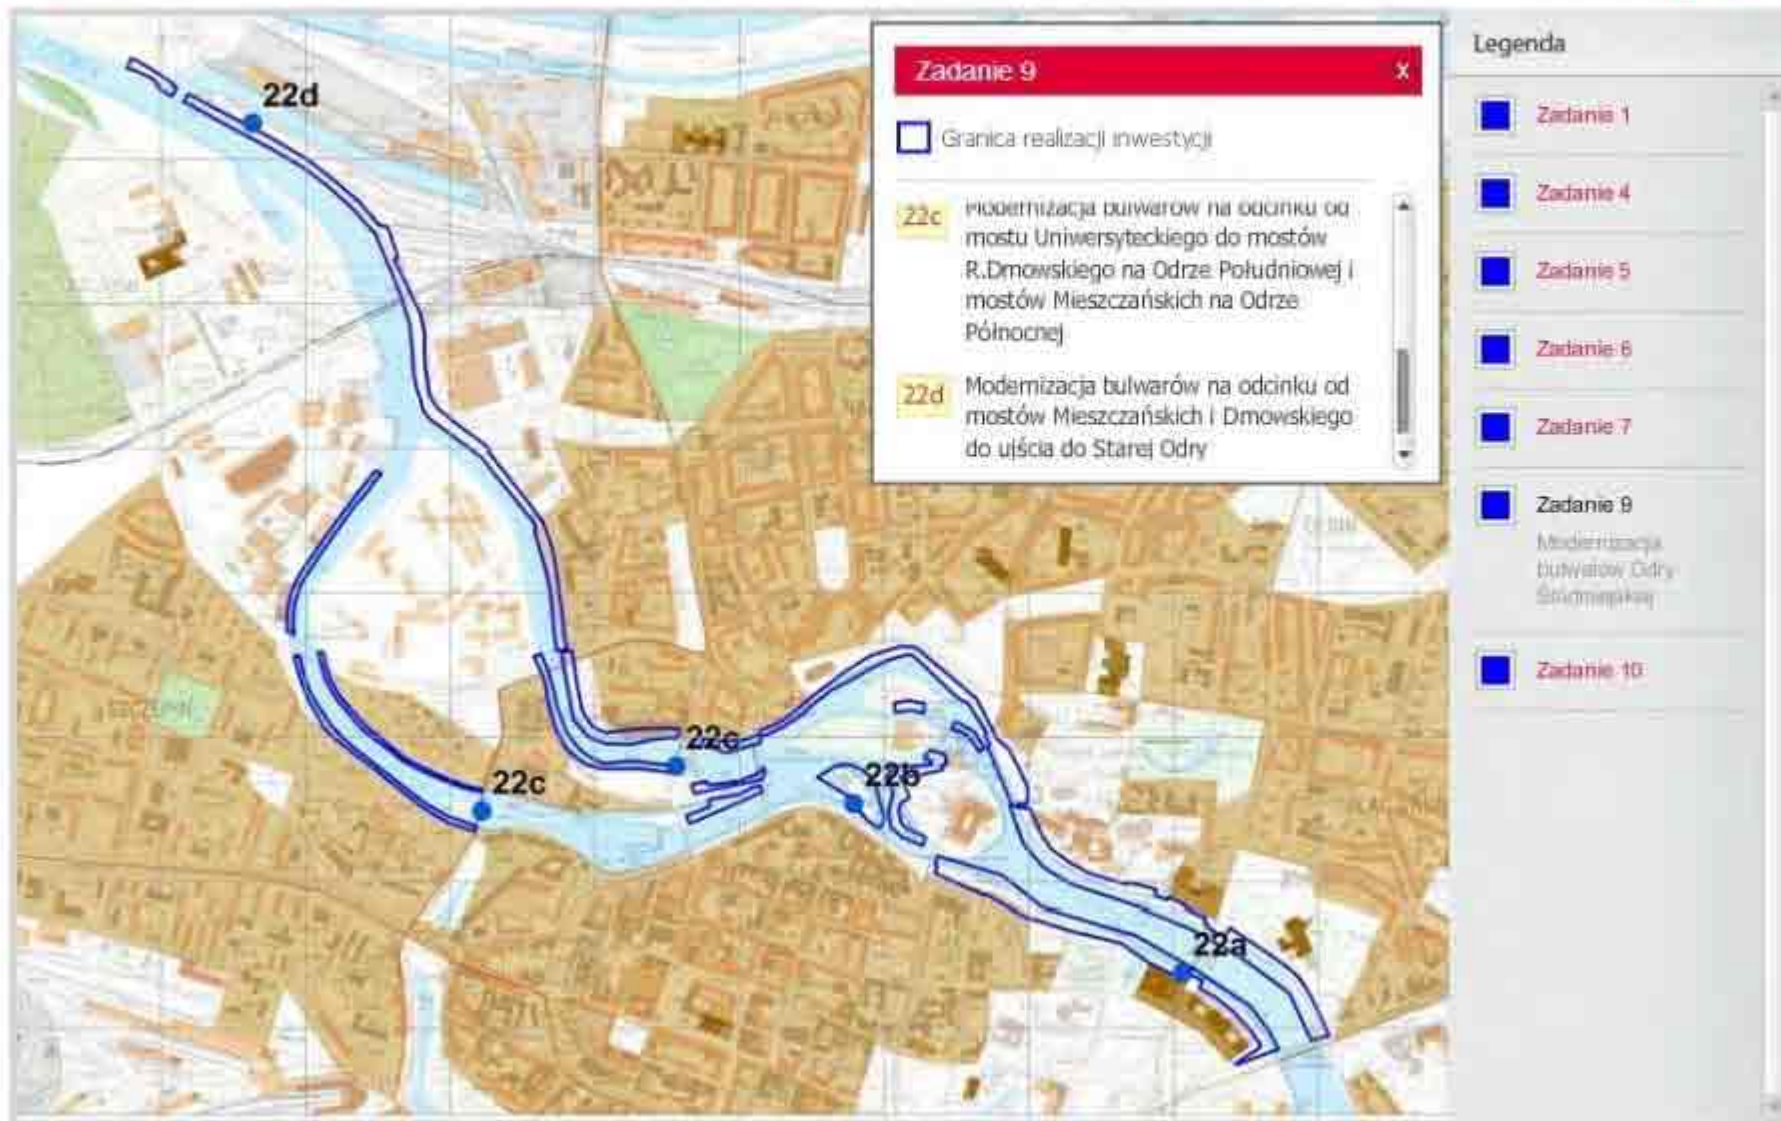 22d
22c
22c
22b
22a
Zadanie 9 x
Granica realizacji inwestycji
22c Modernizacja bulwarów na odcinku od
mostu Uniwersyteckiego do mostów
R.Dmowskiego na Odrze Południowej i
mostów Mieszczańskich na Odrze
Północnej
22d Modernizacja bulwarów na odcinku od
mostów Mieszczańskich i Dmowskiego
do ujścia do Starej Odry
Legenda
Zadanie 1
Zadanie 4
Zadanie 5
Zadanie 6
Zadanie 7
Zadanie 9
Modernizacja
bulwarów Odry
Śródmiejskiej
Zadanie 10